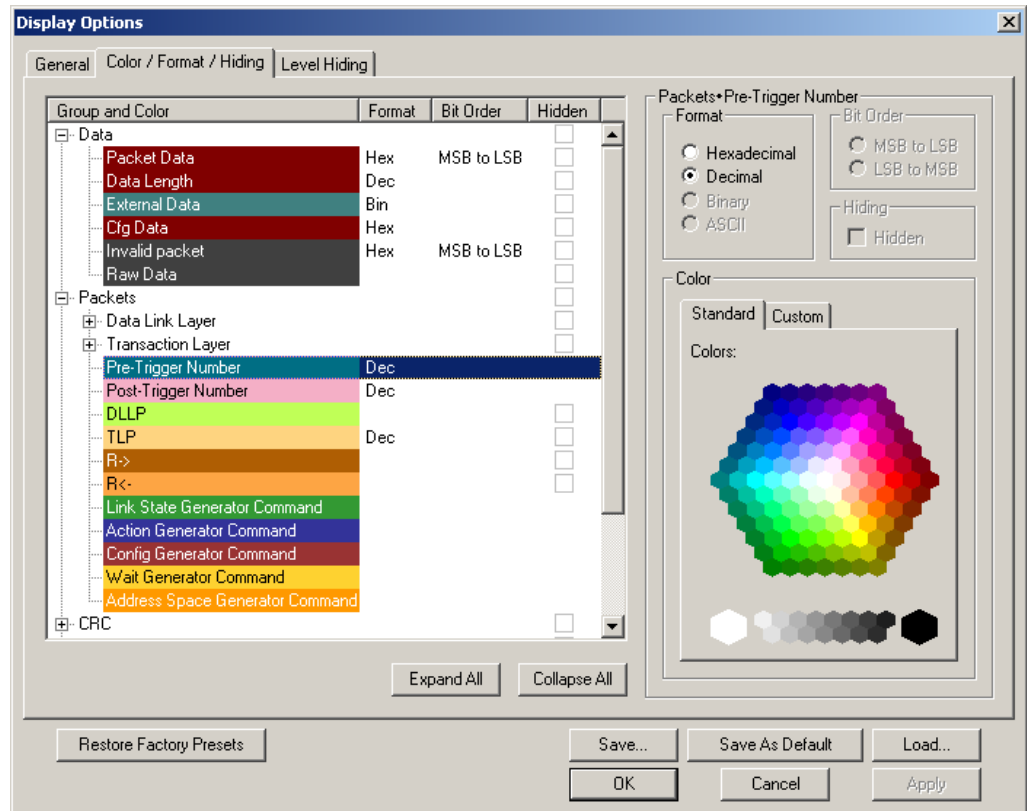 Display Options
General Color / Format / Hiding Level Hiding
Group and Color Format Bit Order Hidden
Data
Packet Data Hex MSB to LSB
Data Length Dec
External Data Bin
Cfg Data Hex
Invalid packet Hex MSB to LSB
Raw Data
Packets
Data Link Layer
Transaction Layer
Pre-Trigger Number Dec
Post-Trigger Number Dec
DLLP
TLP Dec
R->
R<-
Link State Generator Command
Action Generator Command
Config Generator Command
Wait Generator Command
Address Space Generator Command
CRC
Expand All Collapse All
Packets•Pre-Trigger Number
Format
Hexadecimal
Decimal
Binary
ASCII
Bit Order
MSB to LSB
LSB to MSB
Hiding
Hidden
Color
Standard Custom
Colors:
Restore Factory Presets Save... Save As Default Load...
OK Cancel Apply